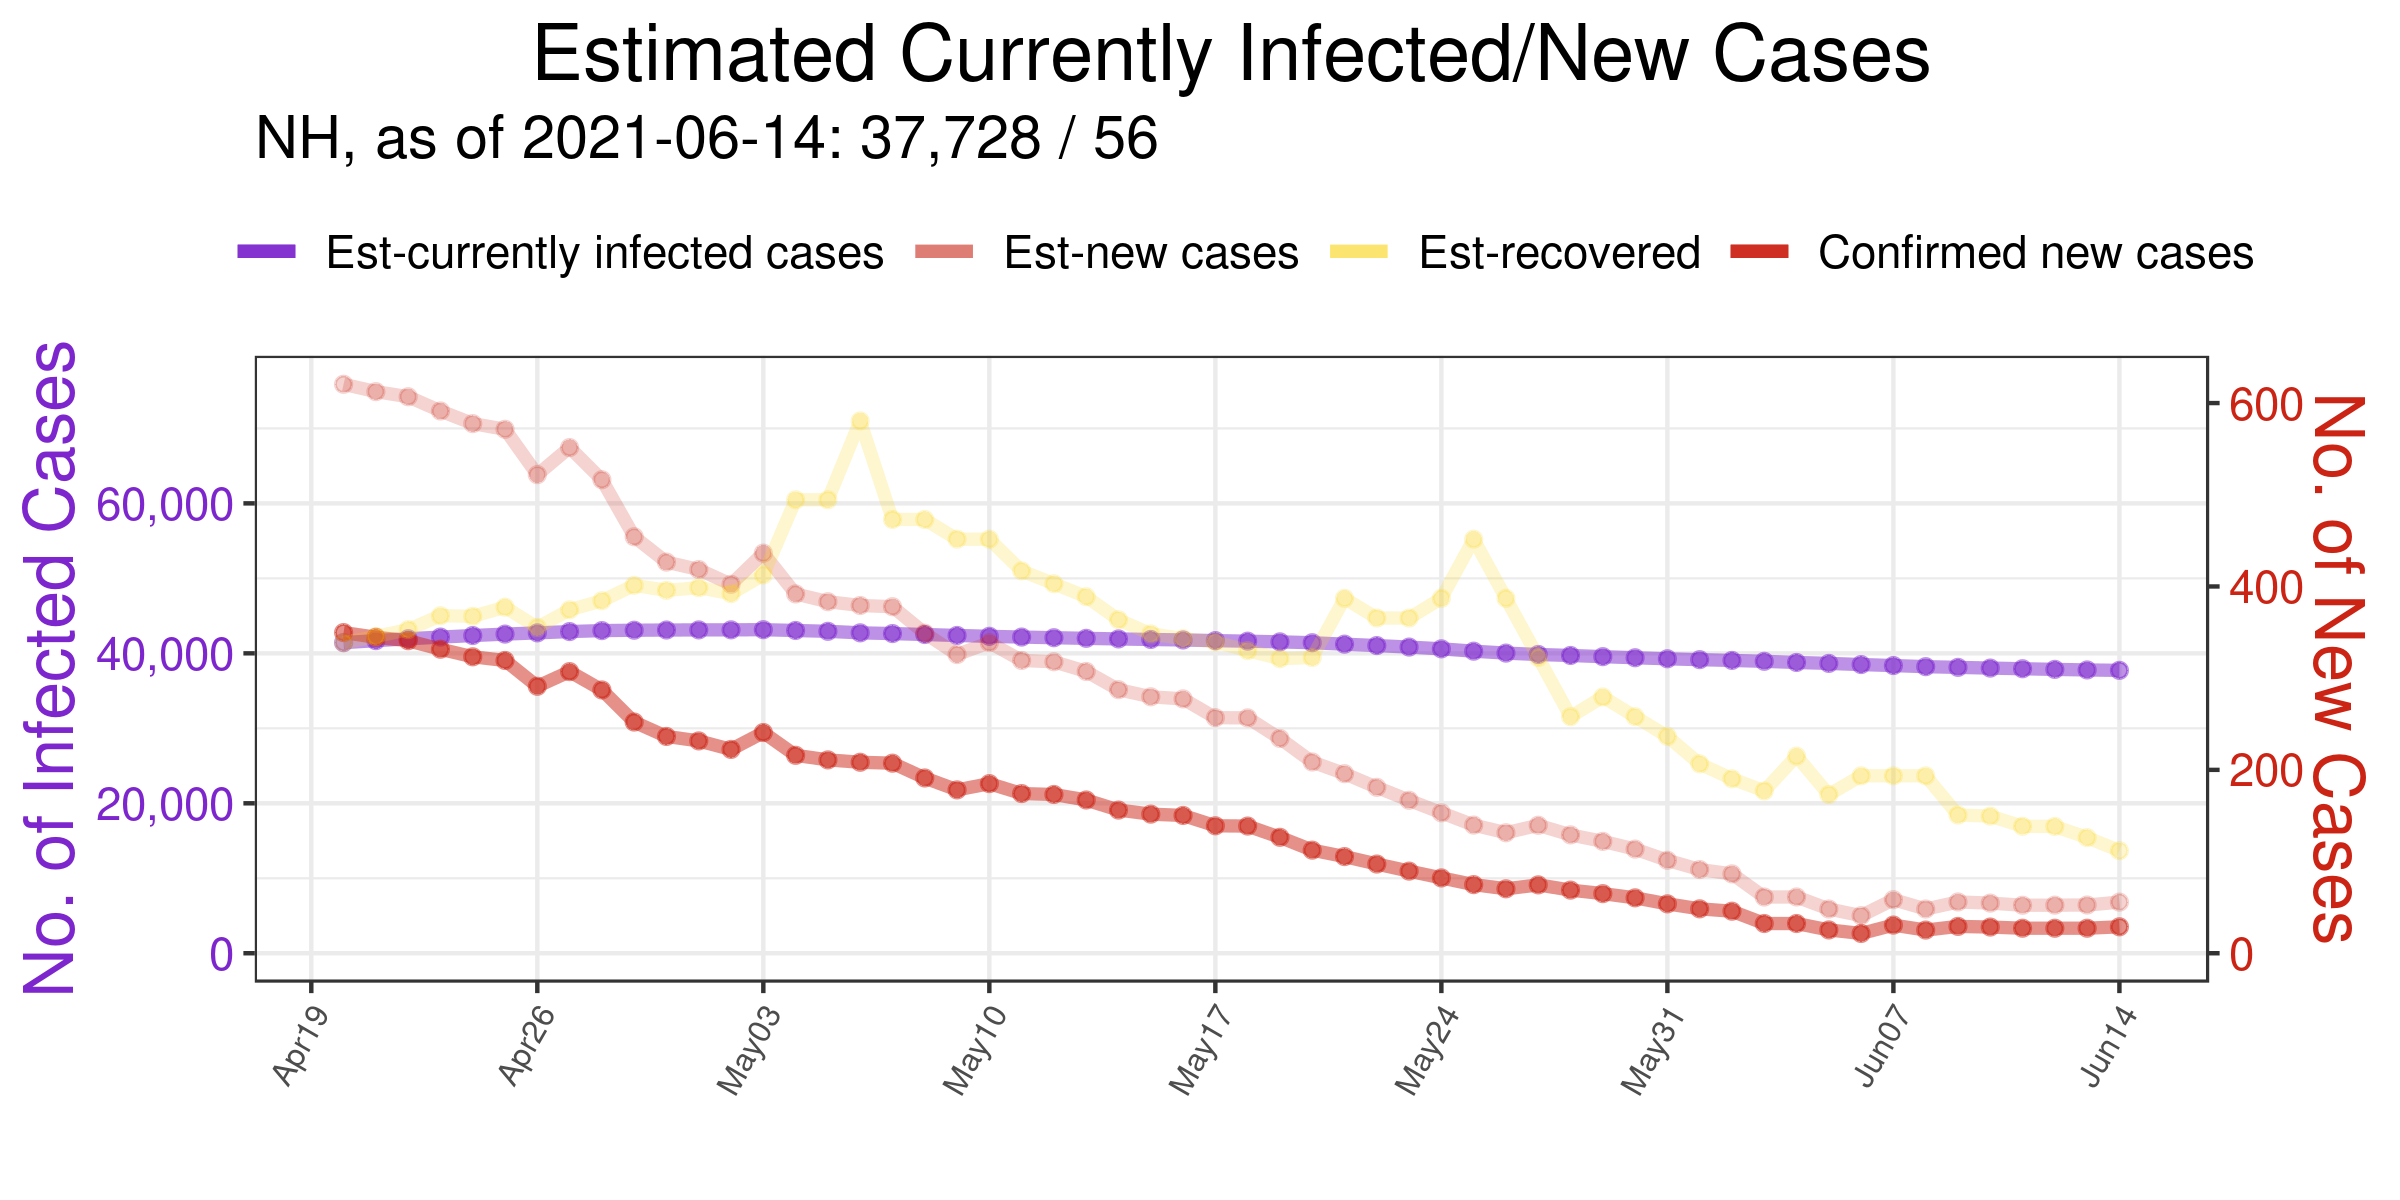 Estimated Currently Infected/New Cases
NH, as of 2021-06-14: 37,728 / 56
Est-currently infected cases
Est-new cases
Est-recovered
Confirmed new cases
No. of Infected Cases
60,000
40,000
20,000
0
600
400
200
0
No. of New Cases
Apr19
Apr26
May03
May10
May17
May24
May31
Jun07
Jun14